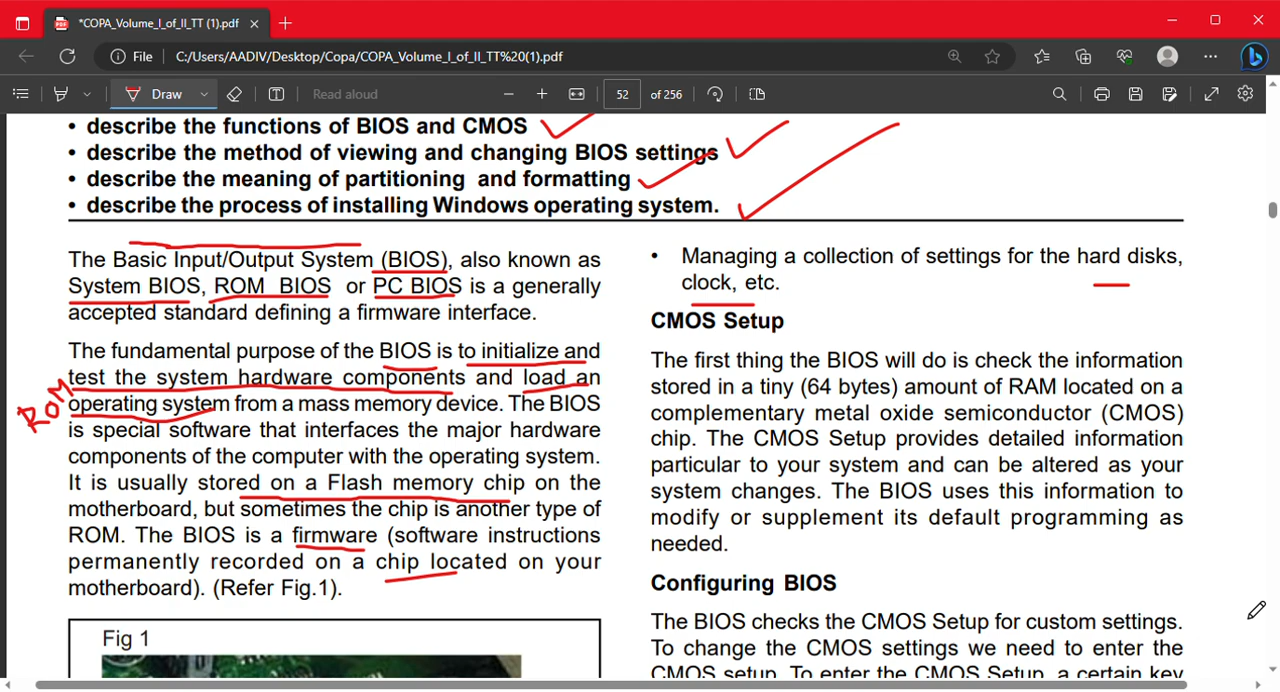 *COPA_Volume_I_of_II_TT (1).pdf
File
C:/Users/AADIV/Desktop/Copa/COPA_Volume_I_of_II_TT%20(1).pdf
Draw
Read aloud
52
of 256
• describe the functions of BIOS and CMOS
• describe the method of viewing and changing BIOS settings
• describe the meaning of partitioning and formatting
• describe the process of installing Windows operating system.
The Basic Input/Output System (BIOS), also known as
System BIOS, ROM BIOS or PC BIOS is a generally
accepted standard defining a firmware interface.
The fundamental purpose of the BIOS is to initialize and
test the system hardware components and load an
operating system from a mass memory device. The BIOS
is special software that interfaces the major hardware
components of the computer with the operating system.
It is usually stored on a Flash memory chip on the
motherboard, but sometimes the chip is another type of
ROM. The BIOS is a firmware (software instructions
permanently recorded on a chip located on your
motherboard). (Refer Fig.1).
ROM
Fig 1
• Managing a collection of settings for the hard disks,
clock, etc.
CMOS Setup
The first thing the BIOS will do is check the information
stored in a tiny (64 bytes) amount of RAM located on a
complementary metal oxide semiconductor (CMOS)
chip. The CMOS Setup provides detailed information
particular to your system and can be altered as your
system changes. The BIOS uses this information to
modify or supplement its default programming as
needed.
Configuring BIOS
The BIOS checks the CMOS Setup for custom settings.
To change the CMOS settings we need to enter the
CMOS setup. To enter the CMOS Setup, a certain key